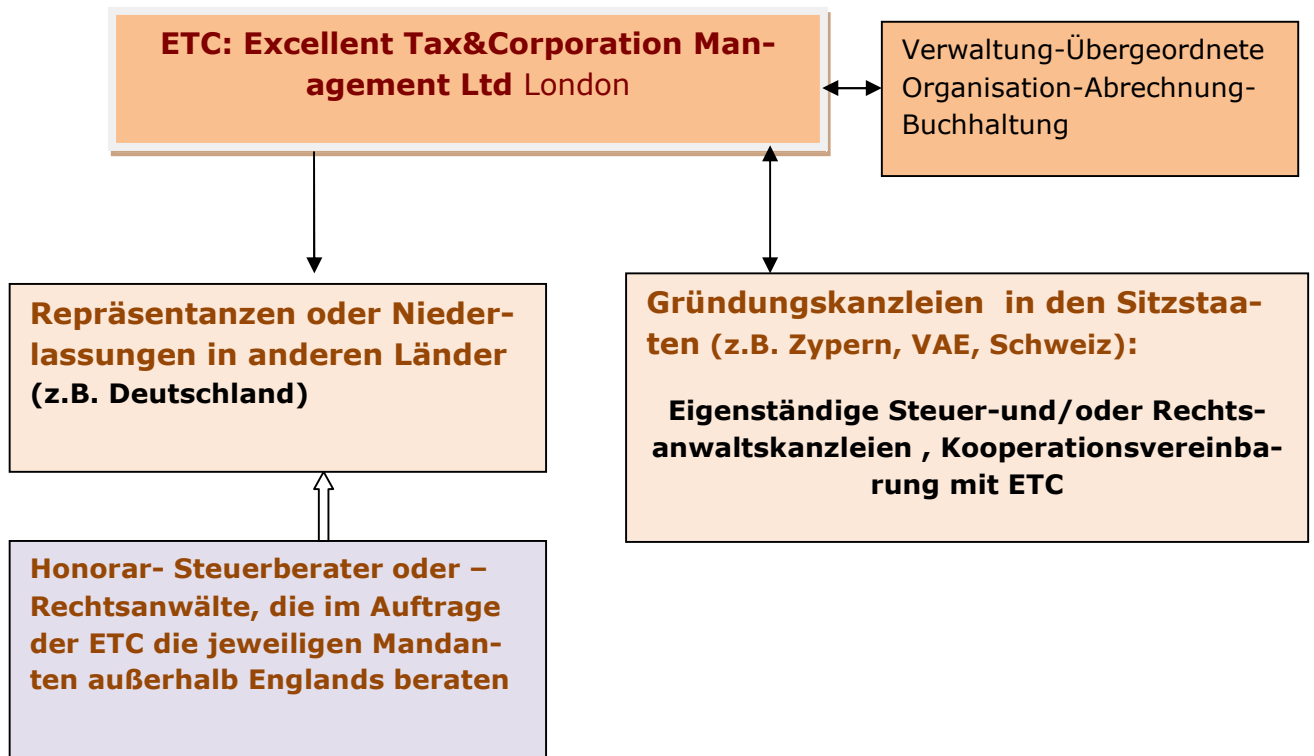 ETC: Excellent Tax&Corporation Man-
agement Ltd London
Verwaltung-Übergeordnete
Organisation-Abrechnung-
Buchhaltung
Repräsentanzen oder Nieder-
lassungen in anderen Länder
(z.B. Deutschland)
Gründungskanzleien in den Sitzstaa-
ten (z.B. Zypern, VAE, Schweiz):
Eigenständige Steuer-und/oder Rechts-
anwaltskanzleien , Kooperationsvereinba-
rung mit ETC
Honorar- Steuerberater oder –
Rechtsanwälte, die im Auftrage
der ETC die jeweiligen Mandan-
ten außerhalb Englands beraten